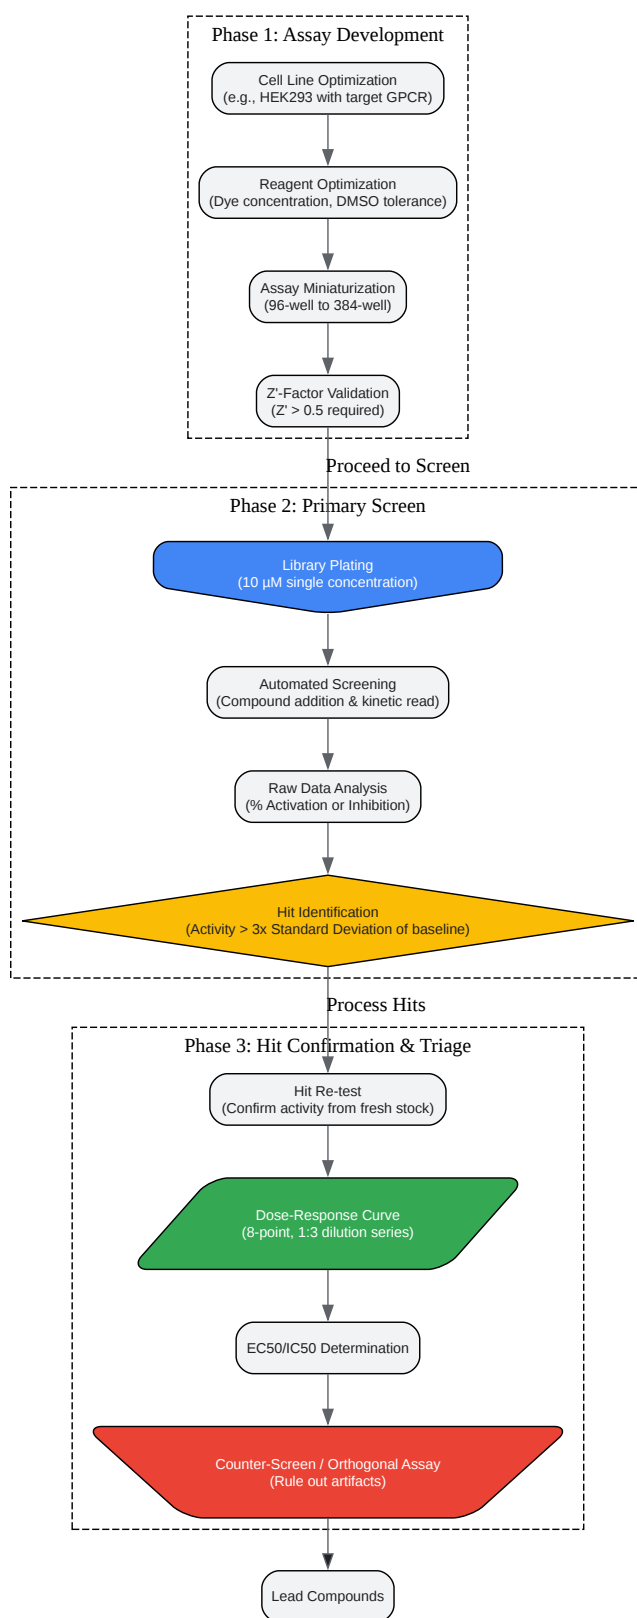 Phase 1: Assay Development
Cell Line Optimization
(e.g., HEK293 with target GPCR)
Reagent Optimization
(Dye concentration, DMSO tolerance)
Assay Miniaturization
(96-well to 384-well)
Z'-Factor Validation
(Z' > 0.5 required)
Proceed to Screen
Phase 2: Primary Screen
Library Plating
(10 µM single concentration)
Automated Screening
(Compound addition & kinetic read)
Raw Data Analysis
(% Activation or Inhibition)
Hit Identification
(Activity > 3x Standard Deviation of baseline)
Process Hits
Phase 3: Hit Confirmation & Triage
Hit Re-test
(Confirm activity from fresh stock)
Dose-Response Curve
(8-point, 1:3 dilution series)
EC50/IC50 Determination
Counter-Screen / Orthogonal Assay
(Rule out artifacts)
Lead Compounds